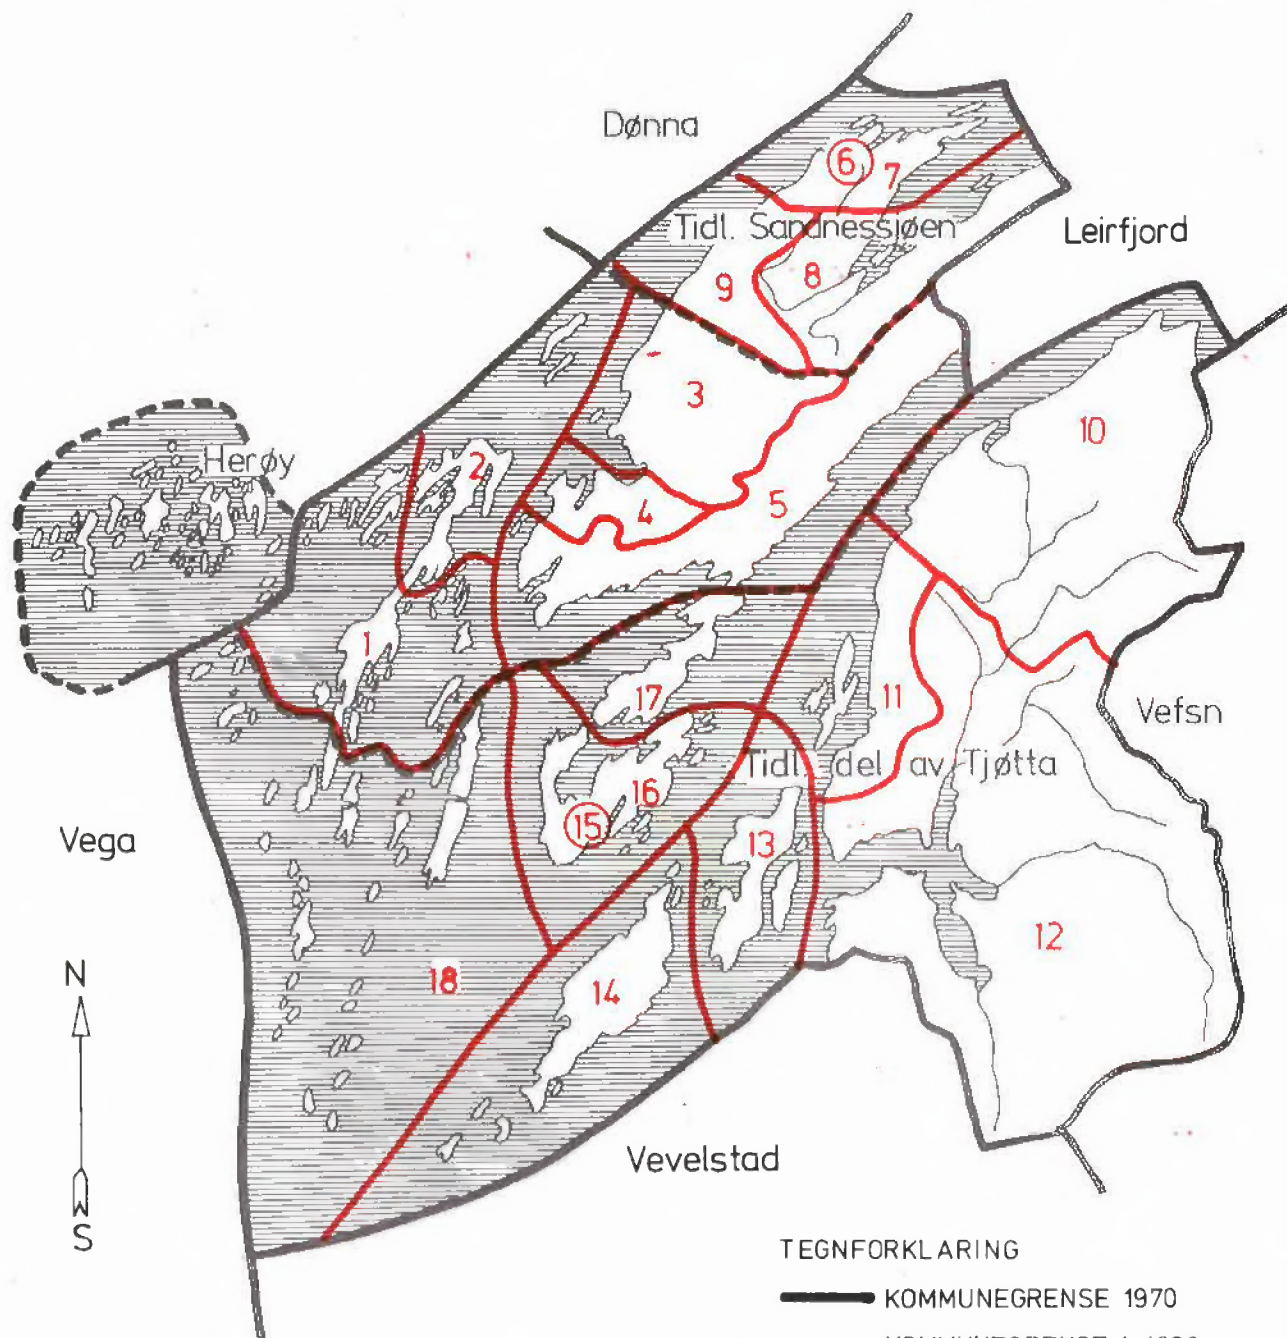 Dønna
6
7
Tidl. Sandnessjøen
Leirfjord
8
9
3
10
2
Herøy
4
5
1
17
11
Vefsn
Tidl. del av Tjøtta
16
15
13
Vega
12
18
14
N
S
Vevelstad
TEGNFORKLARING
KOMMUNEGRENSE 1970